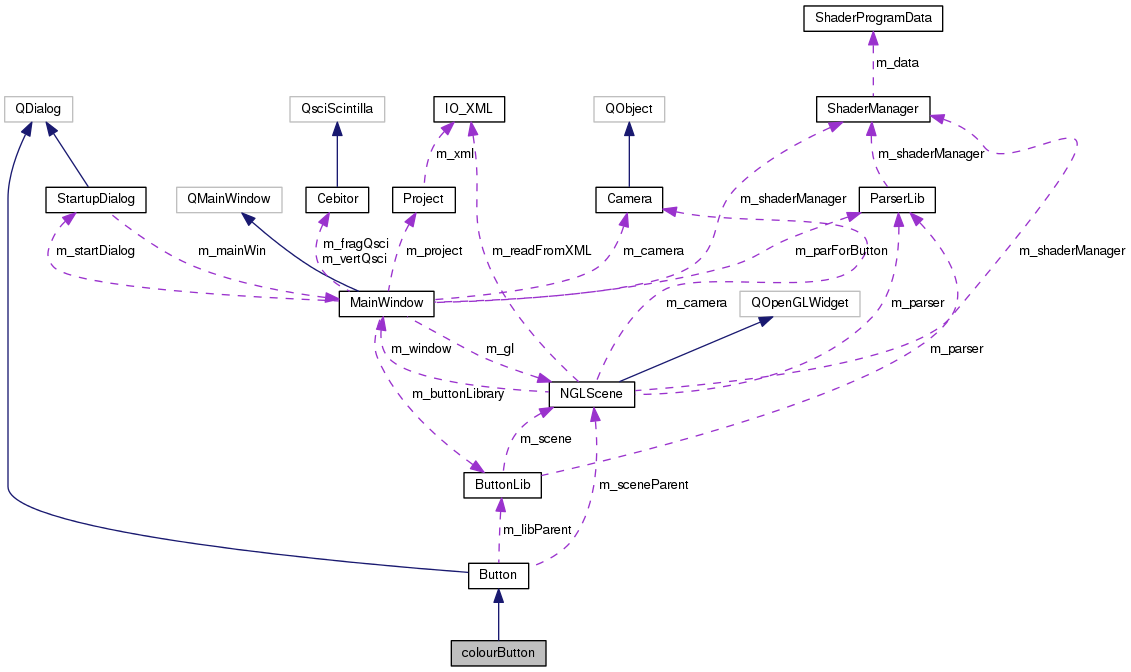 ShaderProgramData
m_data
QDialog
QsciScintilla
IO_XML
QObject
ShaderManager
m_xml
m_shaderManager
StartupDialog
QMainWindow
Cebitor
Project
Camera
m_shaderManager
ParserLib
m_startDialog
m_mainWin
m_fragQsci
m_vertQsci
m_project
m_readFromXML
m_camera
m_parForButton
m_shaderManager
MainWindow
m_camera
QOpenGLWidget
m_parser
m_window
m_gl
m_parser
m_buttonLibrary
NGLScene
m_scene
ButtonLib
m_sceneParent
m_libParent
Button
colourButton